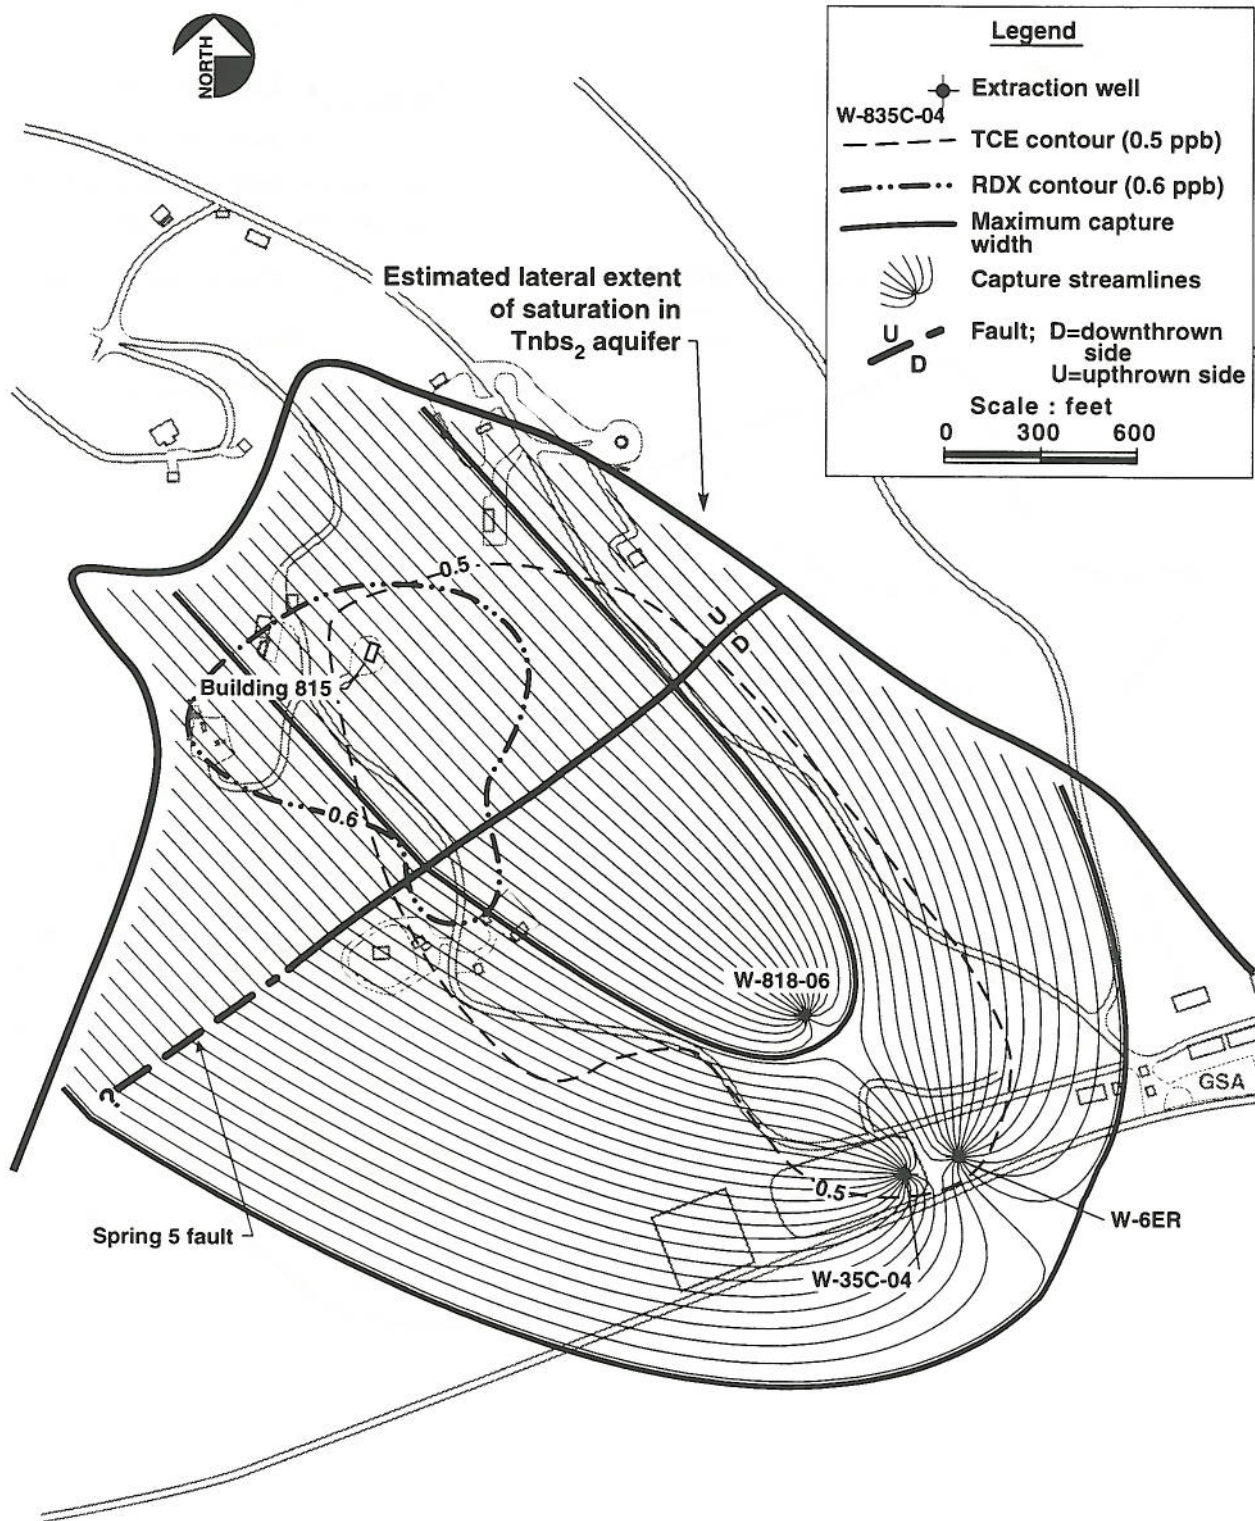 NORTH
Legend
Extraction well
W-835C-04
TCE contour (0.5 ppb)
RDX contour (0.6 ppb)
Maximum capture
width
Capture streamlines
U
D
Fault; D=downthrown
side
U=upthrown side
Scale : feet
0 300 600
Estimated lateral extent
of saturation in
Tnbs₂ aquifer
0.5
U
D
Building 815
0.6
W-818-06
?
GSA
0.5
W-6ER
Spring 5 fault
W-35C-04